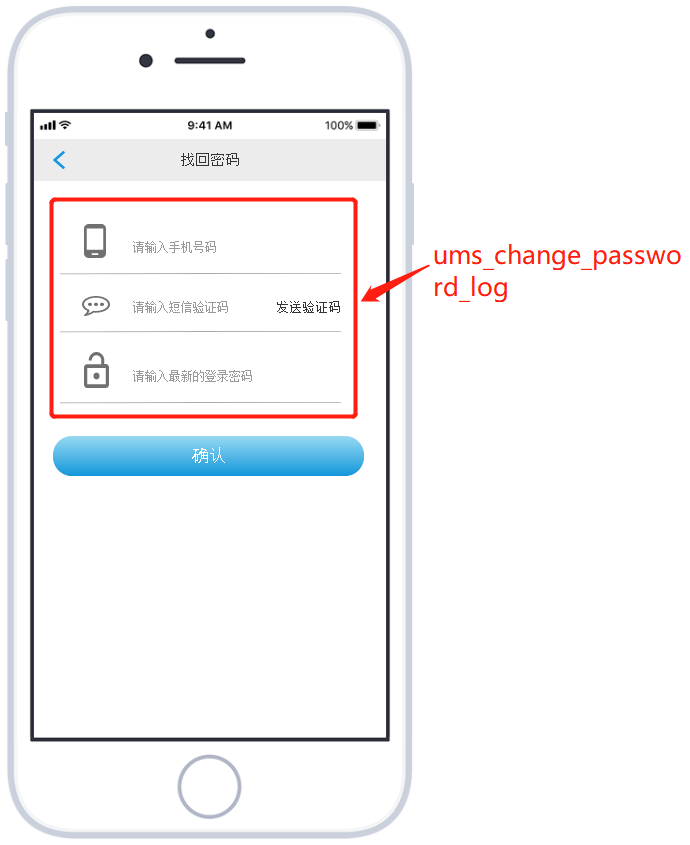 9:41 AM
100%
找回密码
请输入手机号码
ums_change_passwo
rd_log
请输入短信验证码
发送验证码
请输入最新的登录密码
确认